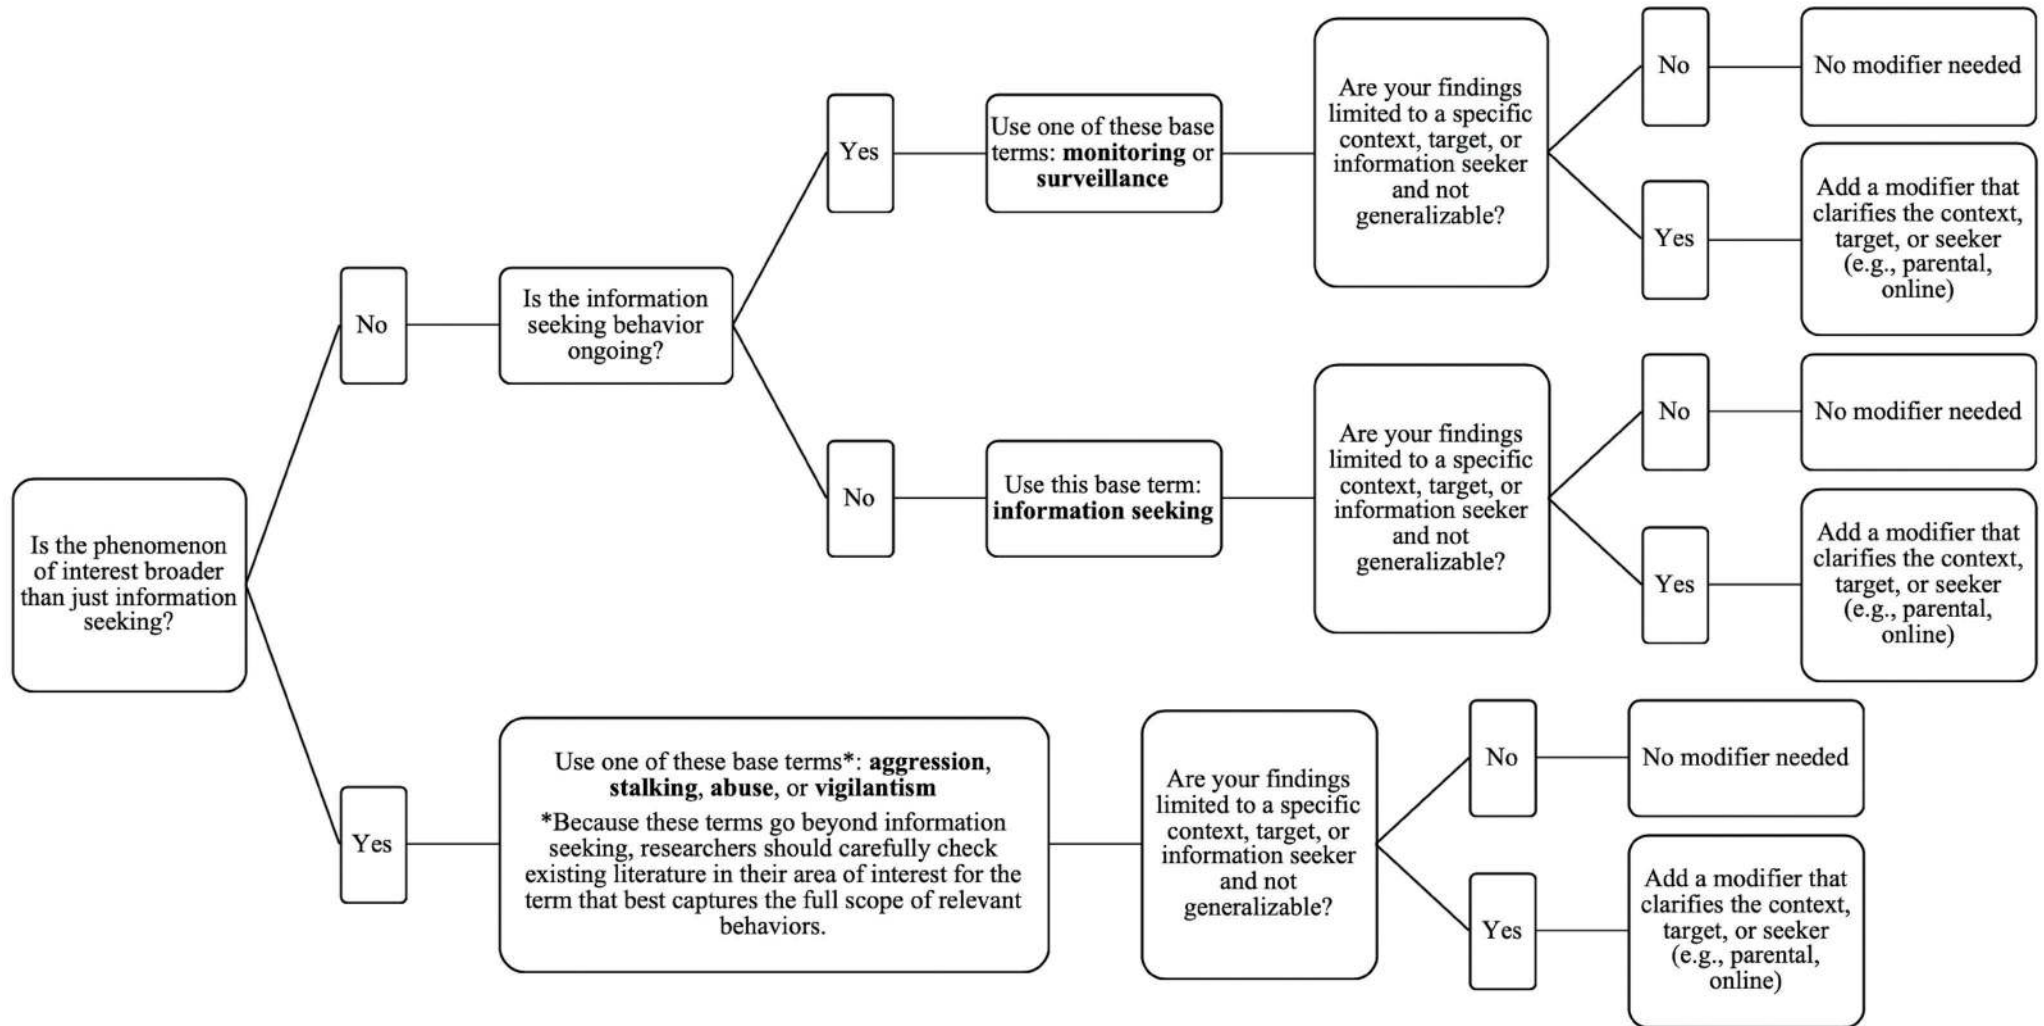 Is the phenomenon
of interest broader
than just information
seeking?
No
Is the information
seeking behavior
ongoing?
Yes
Use one of these base
terms: monitoring or
surveillance
Are your findings
limited to a specific
context, target, or
information seeker
and not
generalizable?
No
No modifier needed
Yes
Add a modifier that
clarifies the context,
target, or seeker
(e.g., parental,
online)
No
Use this base term:
information seeking
Are your findings
limited to a specific
context, target, or
information seeker
and not
generalizable?
No
No modifier needed
Yes
Add a modifier that
clarifies the context,
target, or seeker
(e.g., parental,
online)
Yes
Use one of these base terms*: aggression,
stalking, abuse, or vigilantism
*Because these terms go beyond information
seeking, researchers should carefully check
existing literature in their area of interest for the
term that best captures the full scope of relevant
behaviors.
Are your findings
limited to a specific
context, target, or
information seeker
and not
generalizable?
No
No modifier needed
Yes
Add a modifier that
clarifies the context,
target, or seeker
(e.g., parental,
online)